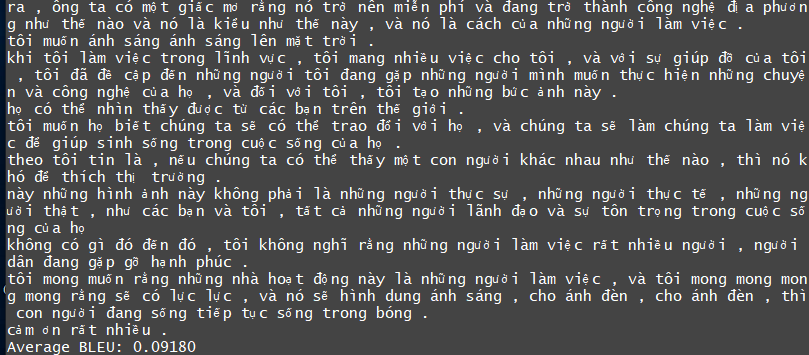 ra , ông ta có một giấc mơ rằng nó trở nên miễn phí và đang trở thành công nghệ địa phươn
g như thế nào và nó là kiểu như thế này , và nó là cách của những người làm việc .
tôi muốn ánh sáng ánh sáng lên mặt trời .
khi tôi làm việc trong lĩnh vực , tôi mang nhiều việc cho tôi , và với sự giúp đỡ của tôi
, tôi đã đề cập đến những người tôi đang gặp những người mình muốn thực hiện những chuyệ
n và công nghệ của họ , và đối với tôi , tôi tạo những bức ảnh này .
họ có thể nhìn thấy được từ các bạn trên thế giới .
tôi muốn họ biết chúng ta sẽ có thể trao đổi với họ , và chúng ta sẽ làm chúng ta làm việ
c để giúp sinh sống trong cuộc sống của họ .
theo tôi tin là , nếu chúng ta có thể thấy một con người khác nhau như thế nào , thì nó k
hó để thích thị trường .
này những hình ảnh này không phải là những người thực sự , những người thực tế , những ng
ười thật , như các bạn và tôi , tất cả những người lãnh đạo và sự tôn trọng trong cuộc số
ng của họ
không có gì đó đến đó , tôi không nghĩ rằng những người làm việc rất nhiều người , người
dân đang gặp gỡ hạnh phúc .
tôi mong muốn rằng những nhà hoạt động này là những người làm việc , và tôi mong mong mon
g mong rằng sẽ có lực lực , và nó sẽ hình dung ánh sáng , cho ánh đèn , cho ánh đèn , thì
con người đang sống tiếp tục sống trong bóng .
cảm ơn rất nhiều .
Average BLEU: 0.09180